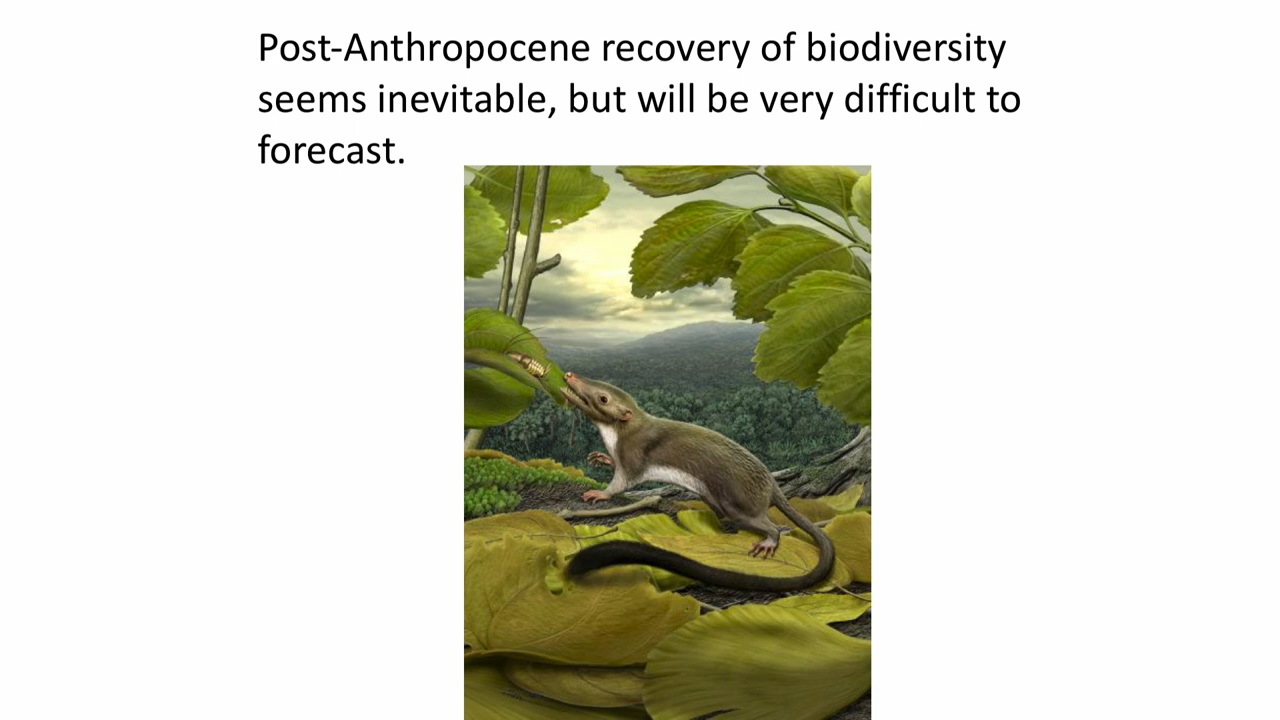 Post-Anthropocene recovery of biodiversity
seems inevitable, but will be very difficult to
forecast.